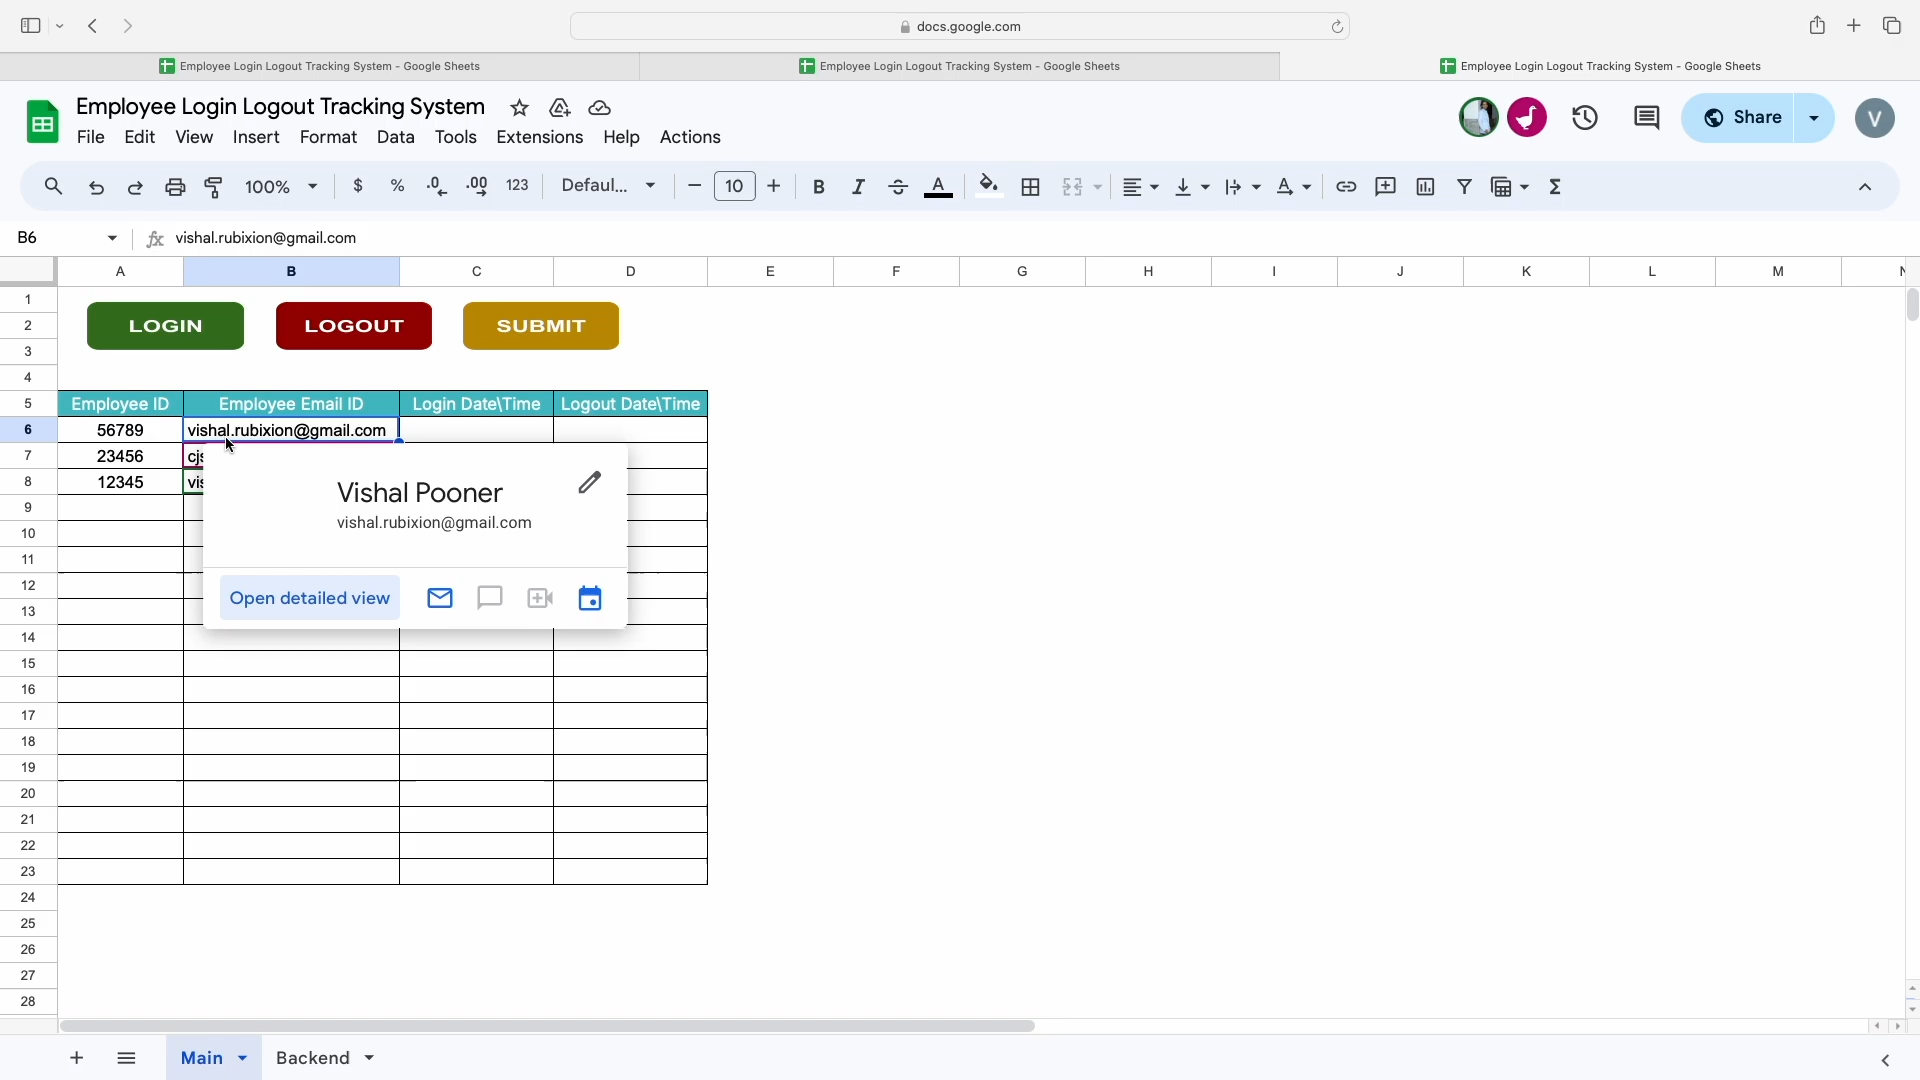 docs.google.com
Employee Login Logout Tracking System - Google Sheets
Employee Login Logout Tracking System - Google Sheets
Employee Login Logout Tracking System - Google Sheets
Employee Login Logout Tracking System
File Edit View Insert Format Data Tools Extensions Help Actions
Share
V
100% $ % .0 .00 123 Defaul... 10 B I S A
B6 fx vishal.rubixion@gmail.com
A B C D E F G H I J K L M N
1
LOGIN LOGOUT SUBMIT
2
3
4
5 Employee ID Employee Email ID Login Date\Time Logout Date\Time
6 56789 vishal.rubixion@gmail.com
7 23456 cjs
8 12345 vis
Vishal Pooner
vishal.rubixion@gmail.com
Open detailed view
9
10
11
12
13
14
15
16
17
18
19
20
21
22
23
24
25
26
27
28
Main Backend